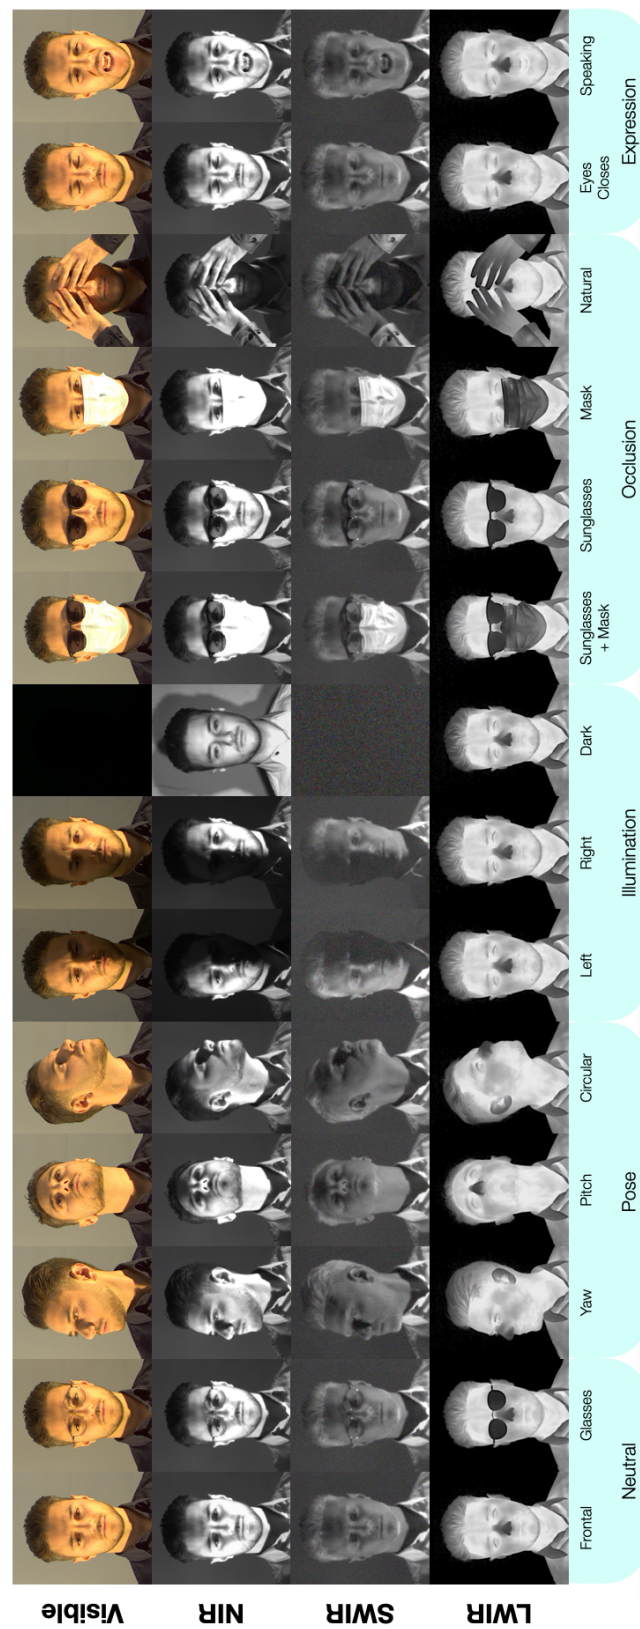 Visible
NIR
SWIR
LWIR
Frontal
Glasses
Yaw
Pitch
Circular
Left
Right
Dark
Sunglasses
+ Mask
Sunglasses
Mask
Natural
Eyes
Closes
Speaking
Neutral
Pose
Illumination
Occlusion
Expression